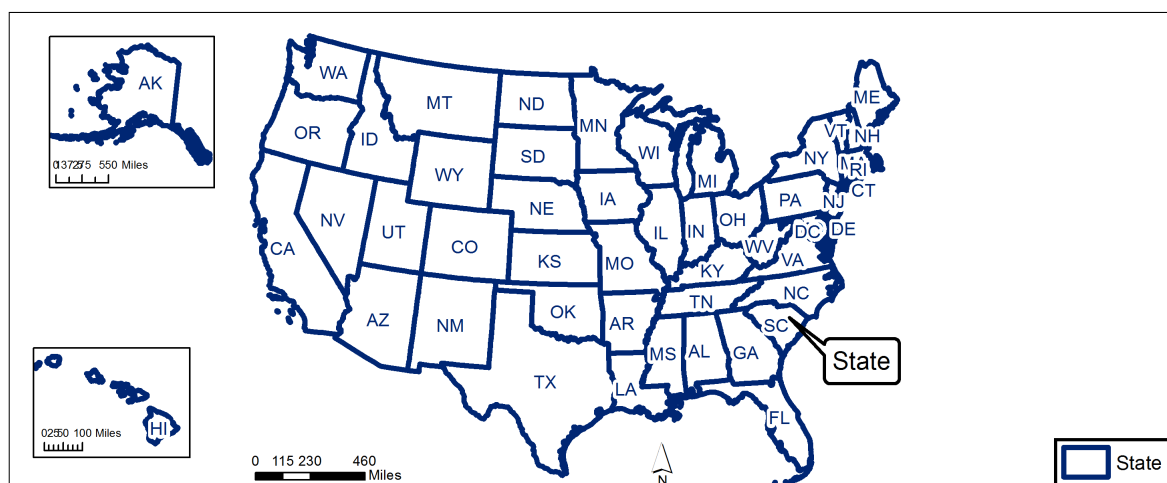 AK
0 137.5 275 550 Miles
WA
MT
ND
MN
ME
VT
NH
OR
ID
SD
WI
NY
RI
WY
MI
CT
IA
PA
NJ
NE
OH
NV
IL
IN
DC
DE
UT
CO
WV
CA
KS
MO
KY
VA
NC
TN
OK
AZ
NM
AR
SC
MS
AL
GA
State
TX
LA
FL
HI
0 25 50 100 Miles
0 115 230 460
Miles
N
State